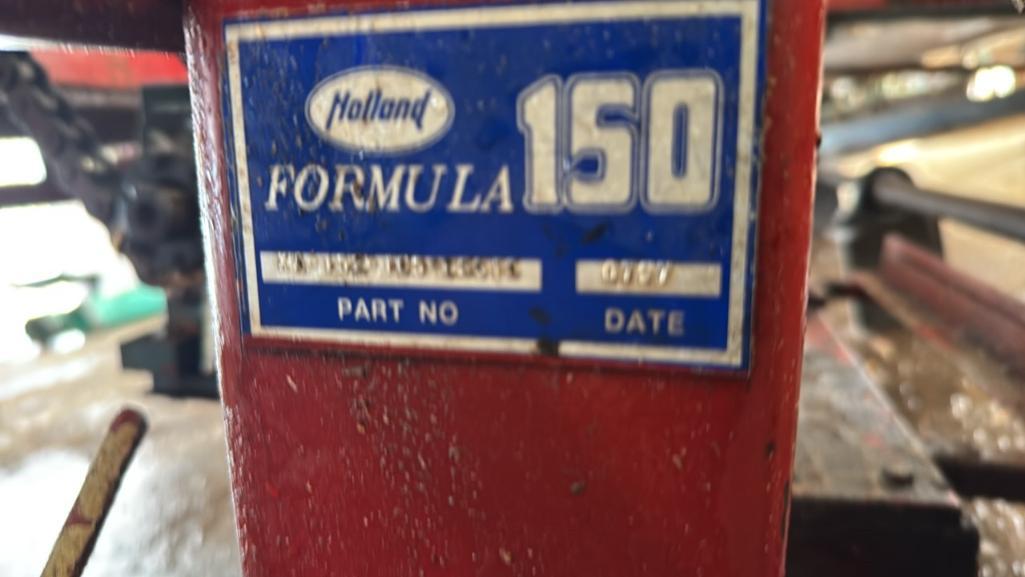 Holland
FORMULA 150
PART NO
DATE